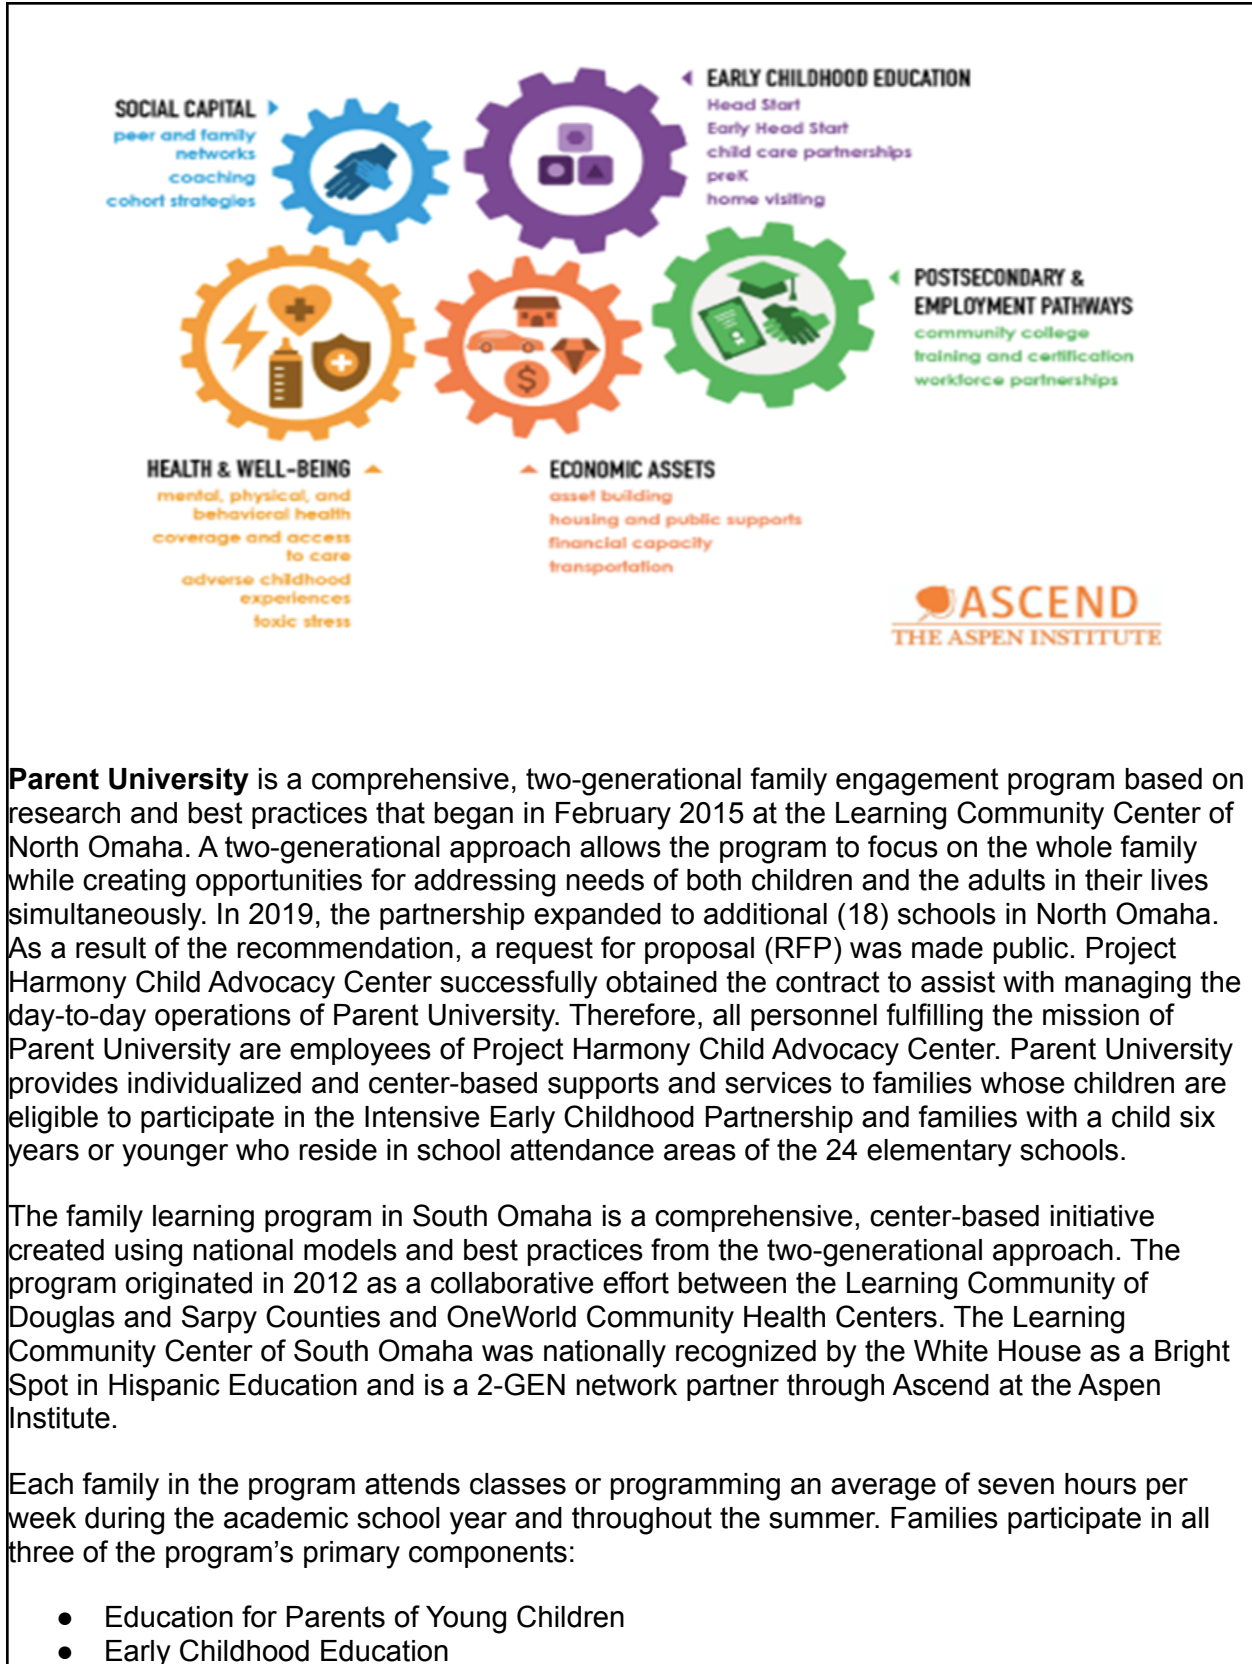 SOCIAL CAPITAL
peer and family
networks
coaching
cohort strategies
EARLY CHILDHOOD EDUCATION
Head Start
Early Head Start
child care partnerships
preK
home visiting
POSTSECONDARY &
EMPLOYMENT PATHWAYS
community college
training and certification
workforce partnerships
$
HEALTH & WELL-BEING
mental, physical, and
behavioral health
coverage and access
to care
adverse childhood
experiences
toxic stress
ECONOMIC ASSETS
asset building
housing and public supports
financial capacity
transportation
ASCEND
THE ASPEN INSTITUTE
Parent University is a comprehensive, two-generational family engagement program based on
research and best practices that began in February 2015 at the Learning Community Center of
North Omaha. A two-generational approach allows the program to focus on the whole family
while creating opportunities for addressing needs of both children and the adults in their lives
simultaneously. In 2019, the partnership expanded to additional (18) schools in North Omaha.
As a result of the recommendation, a request for proposal (RFP) was made public. Project
Harmony Child Advocacy Center successfully obtained the contract to assist with managing the
day-to-day operations of Parent University. Therefore, all personnel fulfilling the mission of
Parent University are employees of Project Harmony Child Advocacy Center. Parent University
provides individualized and center-based supports and services to families whose children are
eligible to participate in the Intensive Early Childhood Partnership and families with a child six
years or younger who reside in school attendance areas of the 24 elementary schools.
The family learning program in South Omaha is a comprehensive, center-based initiative
created using national models and best practices from the two-generational approach. The
program originated in 2012 as a collaborative effort between the Learning Community of
Douglas and Sarpy Counties and OneWorld Community Health Centers. The Learning
Community Center of South Omaha was nationally recognized by the White House as a Bright
Spot in Hispanic Education and is a 2-GEN network partner through Ascend at the Aspen
Institute.
Each family in the program attends classes or programming an average of seven hours per
week during the academic school year and throughout the summer. Families participate in all
three of the program’s primary components:
● Education for Parents of Young Children
● Early Childhood Education